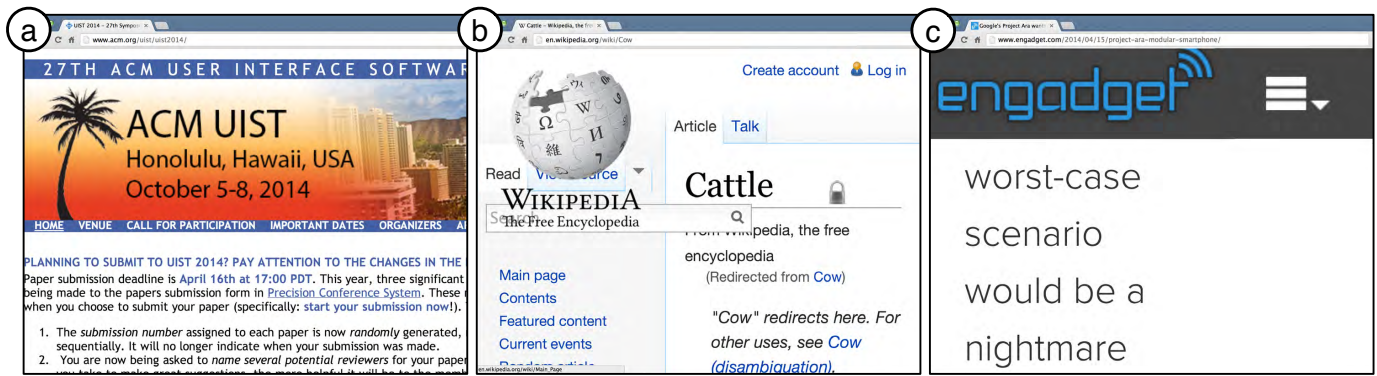 a
UIST 2014 – 27th Sympos
www.acm.org/uist/uist2014/
27TH ACM USER INTERFACE SOFTWAR
ACM UIST
Honolulu, Hawaii, USA
October 5-8, 2014
HOME VENUE CALL FOR PARTICIPATION IMPORTANT DATES ORGANIZERS
PLANNING TO SUBMIT TO UIST 2014? PAY ATTENTION TO THE CHANGES IN THE
Paper submission deadline is April 16th at 17:00 PDT. This year, three significant
being made to the papers submission form in Precision Conference System. These
when you choose to submit your paper (specifically: start your submission now!).
1. The submission number assigned to each paper is now randomly generated,
sequentially. It will no longer indicate when your submission was made.
2. You are now being asked to name several potential reviewers for your paper
b
W Cattle – Wikipedia, the fre
en.wikipedia.org/wiki/Cow
Create account Log in
Ω W И 維 7
Article Talk
Read View source
Cattle
WIKIPEDIA
The Free Encyclopedia
Search
From Wikipedia, the free
encyclopedia
(Redirected from Cow)
Main page
Contents
Featured content
Current events
Random article
"Cow" redirects here. For
other uses, see Cow
(disambiguation).
en.wikipedia.org/wiki/Main_Page
c
Google's Project Ara
www.engadget.com/2014/04/15/project-ara-modular-smartphone/
engadget
worst-case
scenario
would be a
nightmare